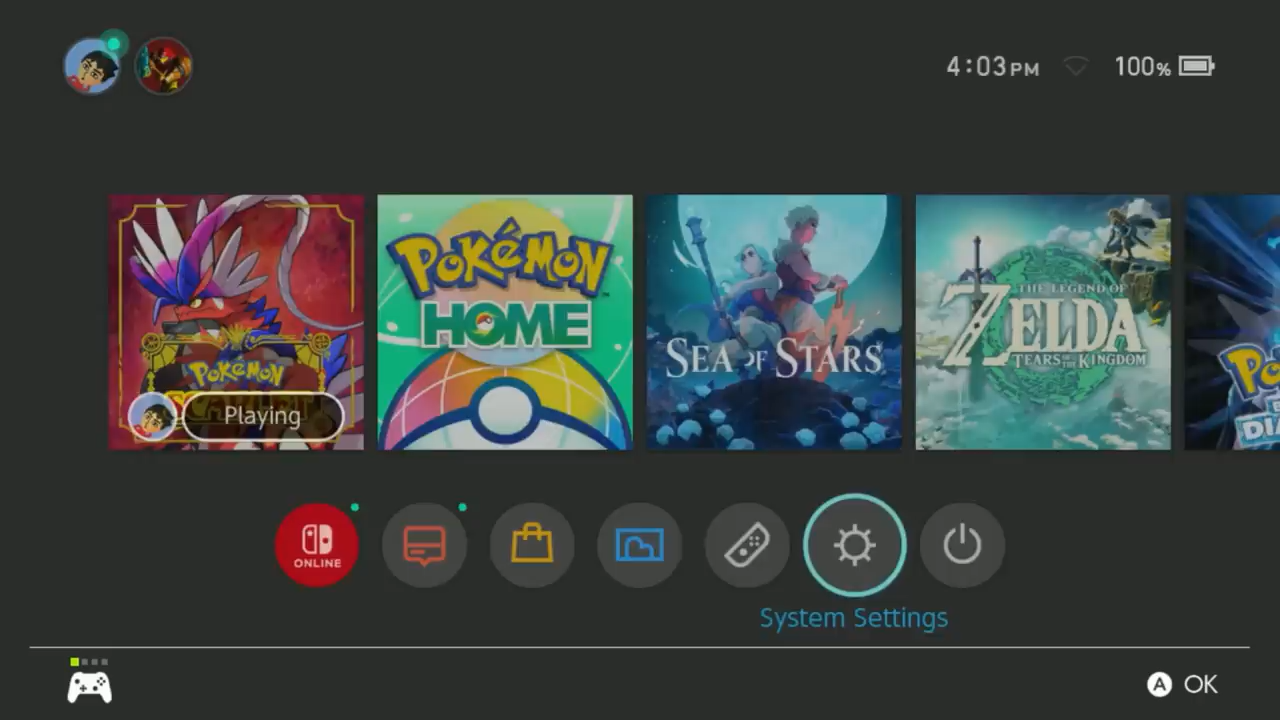 4:03PM
100%
POKÉMON
Playing
POKÉMON
HOME
SEA OF STARS
THE LEGEND OF
ZELDA
TEARS OF THE KINGDOM
ONLINE
System Settings
A OK